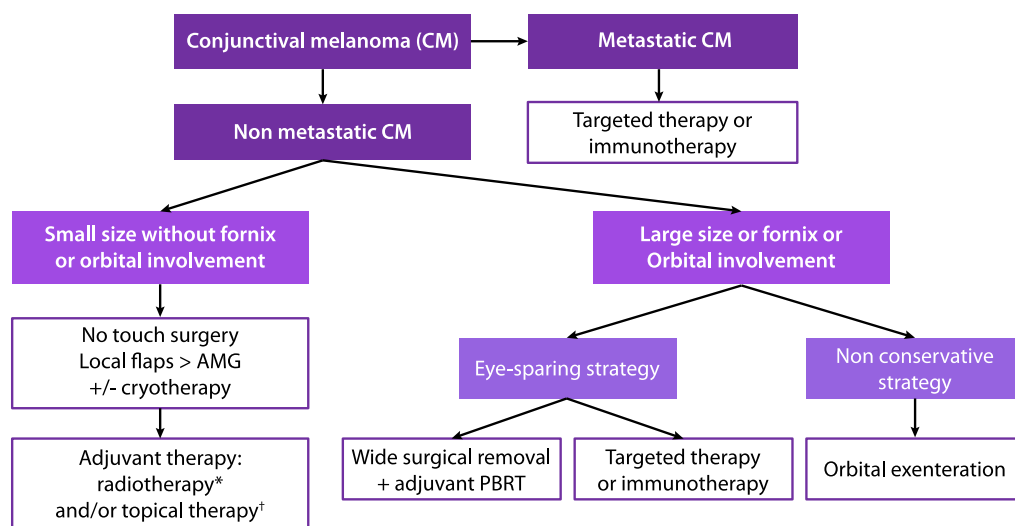 Conjunctival melanoma (CM)
Metastatic CM
Non metastatic CM
Targeted therapy or
immunotherapy
Small size without fornix
or orbital involvement
Large size or fornix or
Orbital involvement
No touch surgery
Local flaps > AMG
+/- cryotherapy
Eye-sparing strategy
Non conservative
strategy
Adjuvant therapy:
radiotherapy*
and/or topical therapy†
Wide surgical removal
+ adjuvant PBRT
Targeted therapy
or immunotherapy
Orbital exenteration